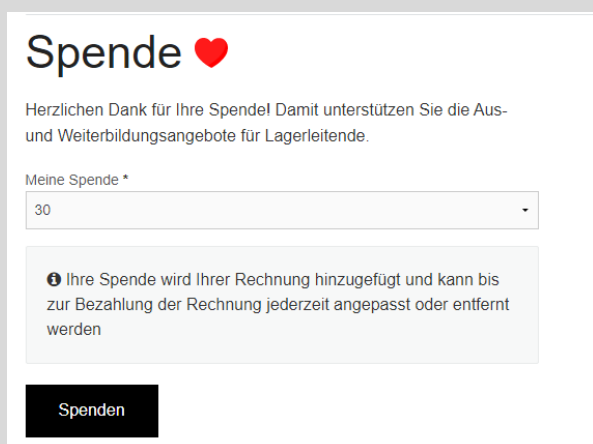 Spende ❤️
Herzlichen Dank für Ihre Spende! Damit unterstützen Sie die Aus-
und Weiterbildungsangebote für Lagerleitende.
Meine Spende *
30
Ihre Spende wird Ihrer Rechnung hinzugefügt und kann bis
zur Bezahlung der Rechnung jederzeit angepasst oder entfernt
werden
Spenden